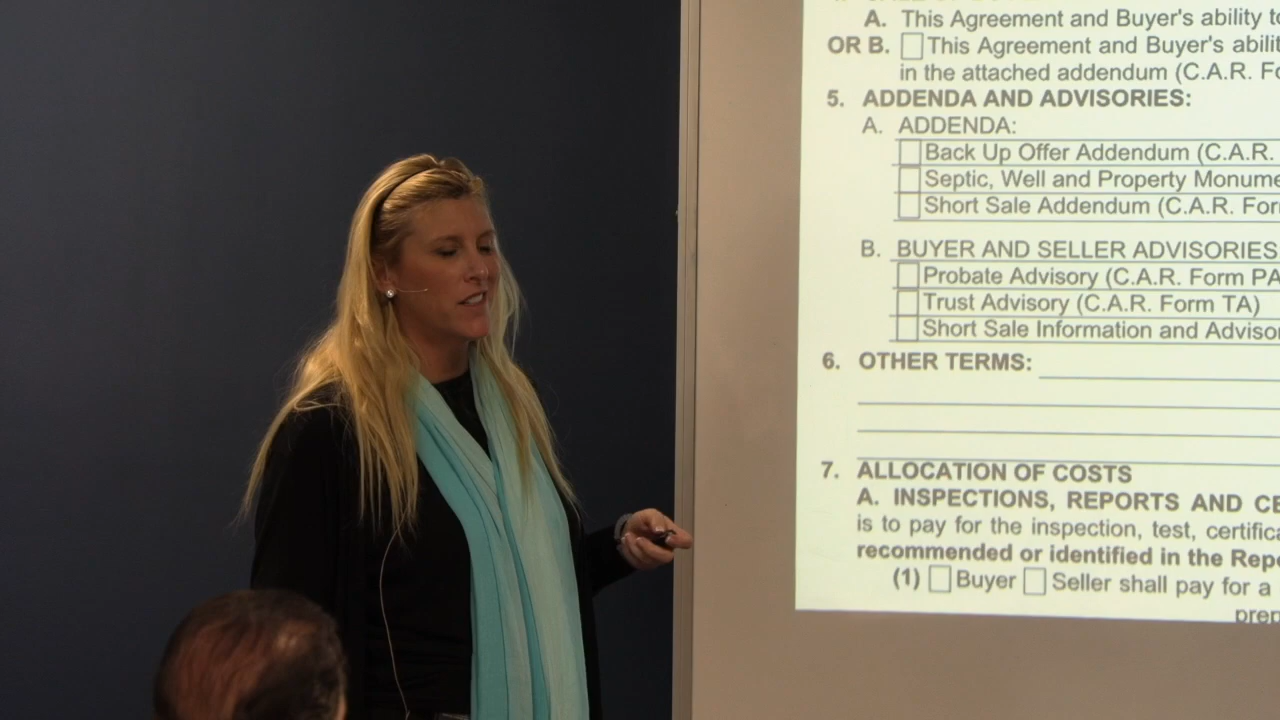 A. This Agreement and Buyer's ability to
OR B. This Agreement and Buyer's abilit
in the attached addendum (C.A.R. Fo
5. ADDENDA AND ADVISORIES:
A. ADDENDA:
Back Up Offer Addendum (C.A.R.
Septic, Well and Property Monume
Short Sale Addendum (C.A.R. For
B. BUYER AND SELLER ADVISORIES
Probate Advisory (C.A.R. Form PA
Trust Advisory (C.A.R. Form TA)
Short Sale Information and Adviso
6. OTHER TERMS:
7. ALLOCATION OF COSTS
A. INSPECTIONS, REPORTS AND CE
is to pay for the inspection, test, certifica
recommended or identified in the Repo
(1) Buyer Seller shall pay for a
prep